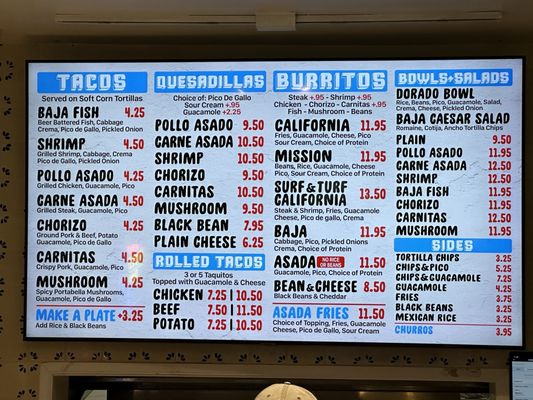 TACOS
Served on Soft Corn Tortillas
BAJA FISH 4.25
Beer Battered Fish, Cabbage
Crema, Pico de Gallo, Pickled Onion
SHRIMP 4.50
Grilled Shrimp, Cabbage, Crema
Pico de Gallo, Pickled Onion
POLLO ASADO 4.25
Grilled Chicken, Guacamole, Pico
CARNE ASADA 4.50
Grilled Steak, Guacamole, Pico
CHORIZO 4.25
Ground Pork & Beef, Potato
Guacamole, Pico de Gallo
CARNITAS 4.50
Crispy Pork, Guacamole, Pico
MUSHROOM 4.25
Spicy Portabella Mushrooms,
Guacamole, Pico de Gallo
MAKE A PLATE +3.25
Add Rice & Black Beans
QUESADILLAS
Choice of: Pico De Gallo
Sour Cream +.95
Guacamole +2.25
POLLO ASADO 9.50
CARNE ASADA 10.50
SHRIMP 10.50
CHORIZO 9.50
CARNITAS 10.50
MUSHROOM 9.50
BLACK BEAN 7.95
PLAIN CHEESE 6.25
ROLLED TACOS
3 or 5 Taquitos
Topped with Guacamole & Cheese
CHICKEN 7.25 | 10.50
BEEF 7.50 | 11.50
POTATO 7.25 | 10.50
BURRITOS
Steak +.95 - Shrimp +.95
Chicken - Chorizo - Carnitas +.95
Fish - Mushroom - Beans
CALIFORNIA 11.95
Fries, Guacamole, Cheese, Pico
Sour Cream, Choice of Protein
MISSION 11.95
Beans, Rice, Guacamole, Cheese
Pico, Sour Cream, Choice of Protein
SURF & TURF
CALIFORNIA 13.50
Steak & Shrimp, Fries, Guacamole
Cheese, Pico de gallo, Crema
BAJA 11.95
Cabbage, Pico, Pickled Onions
Crema, Choice of Protein
ASADA NO RICE OR BEANS 11.50
Guacamole, Pico, Choice of Protein
BEAN & CHEESE 8.50
Black Beans & Cheddar
ASADA FRIES 11.50
Choice of Topping, Fries, Guacamole
Cheese, Pico de Gallo, Sour Cream
BOWLS+SALADS
DORADO BOWL
Rice, Beans, Pico, Guacamole, Salad,
Crema, Cheese, Pickled Onion
BAJA CAESAR SALAD
Romaine, Cotija, Ancho Tortilla Chips
PLAIN 9.50
POLLO ASADO 11.95
CARNE ASADA 12.50
SHRIMP 12.50
BAJA FISH 11.95
CHORIZO 11.95
CARNITAS 12.50
MUSHROOM 11.95
SIDES
TORTILLA CHIPS 3.25
CHIPS & PICO 5.25
CHIPS & GUACAMOLE 7.25
GUACAMOLE 4.25
FRIES 3.75
BLACK BEANS 3.25
MEXICAN RICE 3.25
CHURROS 3.95